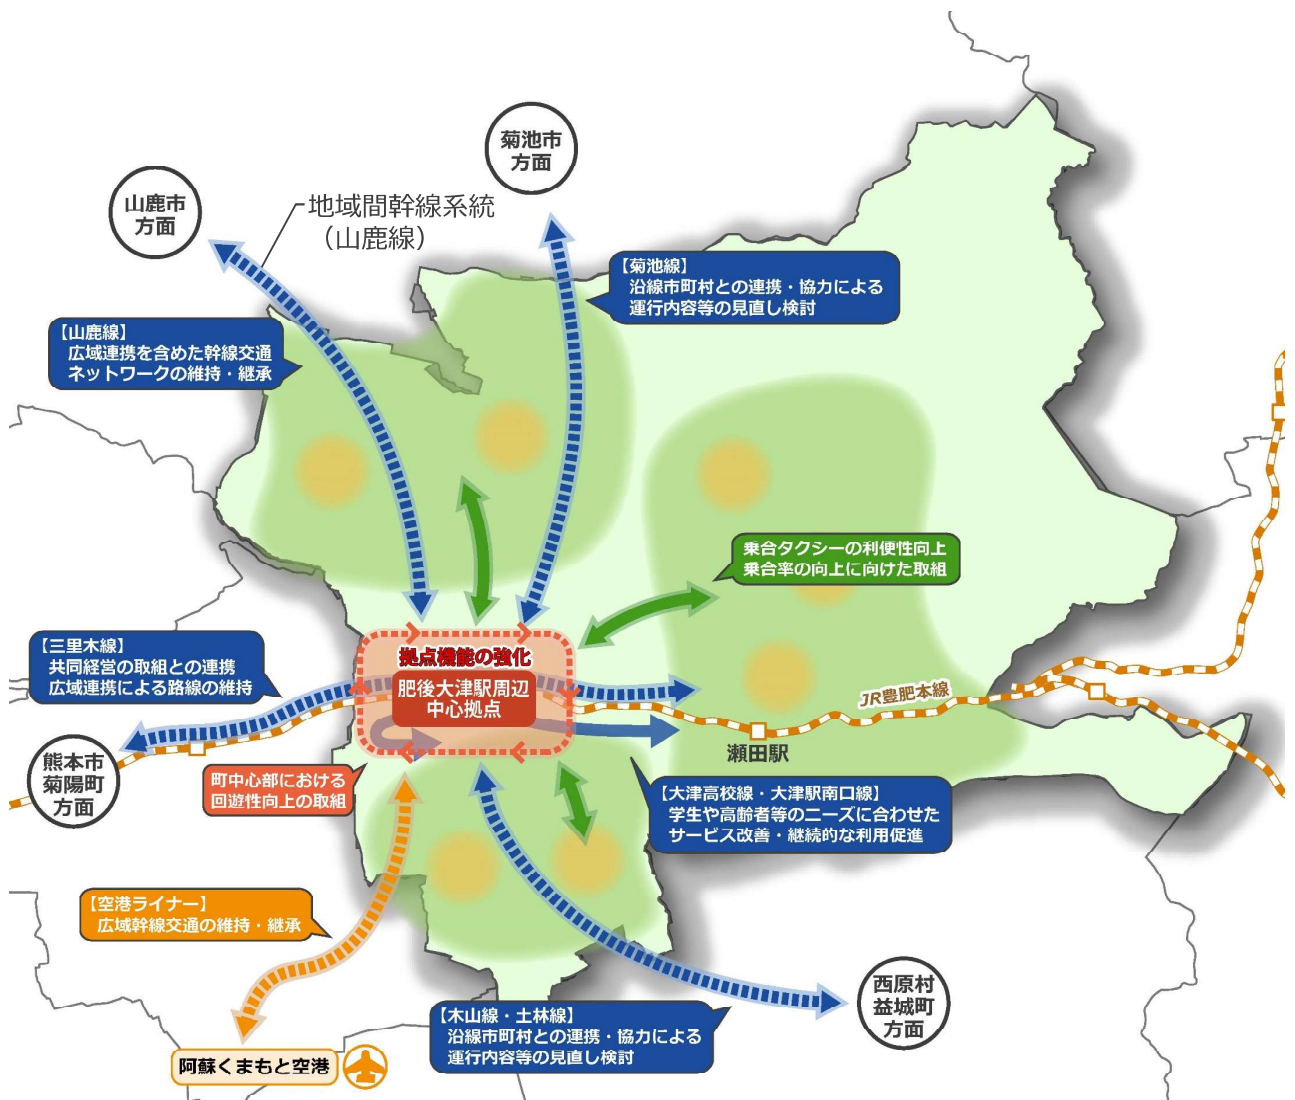 菊池市
方面
山鹿市
方面
地域間幹線系統
（山鹿線）
【菊池線】
沿線市町村との連携・協力による
運行内容等の見直し検討
【山鹿線】
広域連携を含めた幹線交通
ネットワークの維持・継承
乗合タクシーの利便性向上
乗合率の向上に向けた取組
【三里木線】
共同経営の取組との連携
広域連携による路線の維持
拠点機能の強化
肥後大津駅周辺
中心拠点
JR豊肥本線
瀬田駅
熊本市
菊陽町
方面
町中心部における
回遊性向上の取組
【大津高校線・大津駅南口線】
学生や高齢者等のニーズに合わせた
サービス改善・継続的な利用促進
【空港ライナー】
広域幹線交通の維持・継承
西原村
益城町
方面
【木山線・土林線】
沿線市町村との連携・協力による
運行内容等の見直し検討
阿蘇くまもと空港